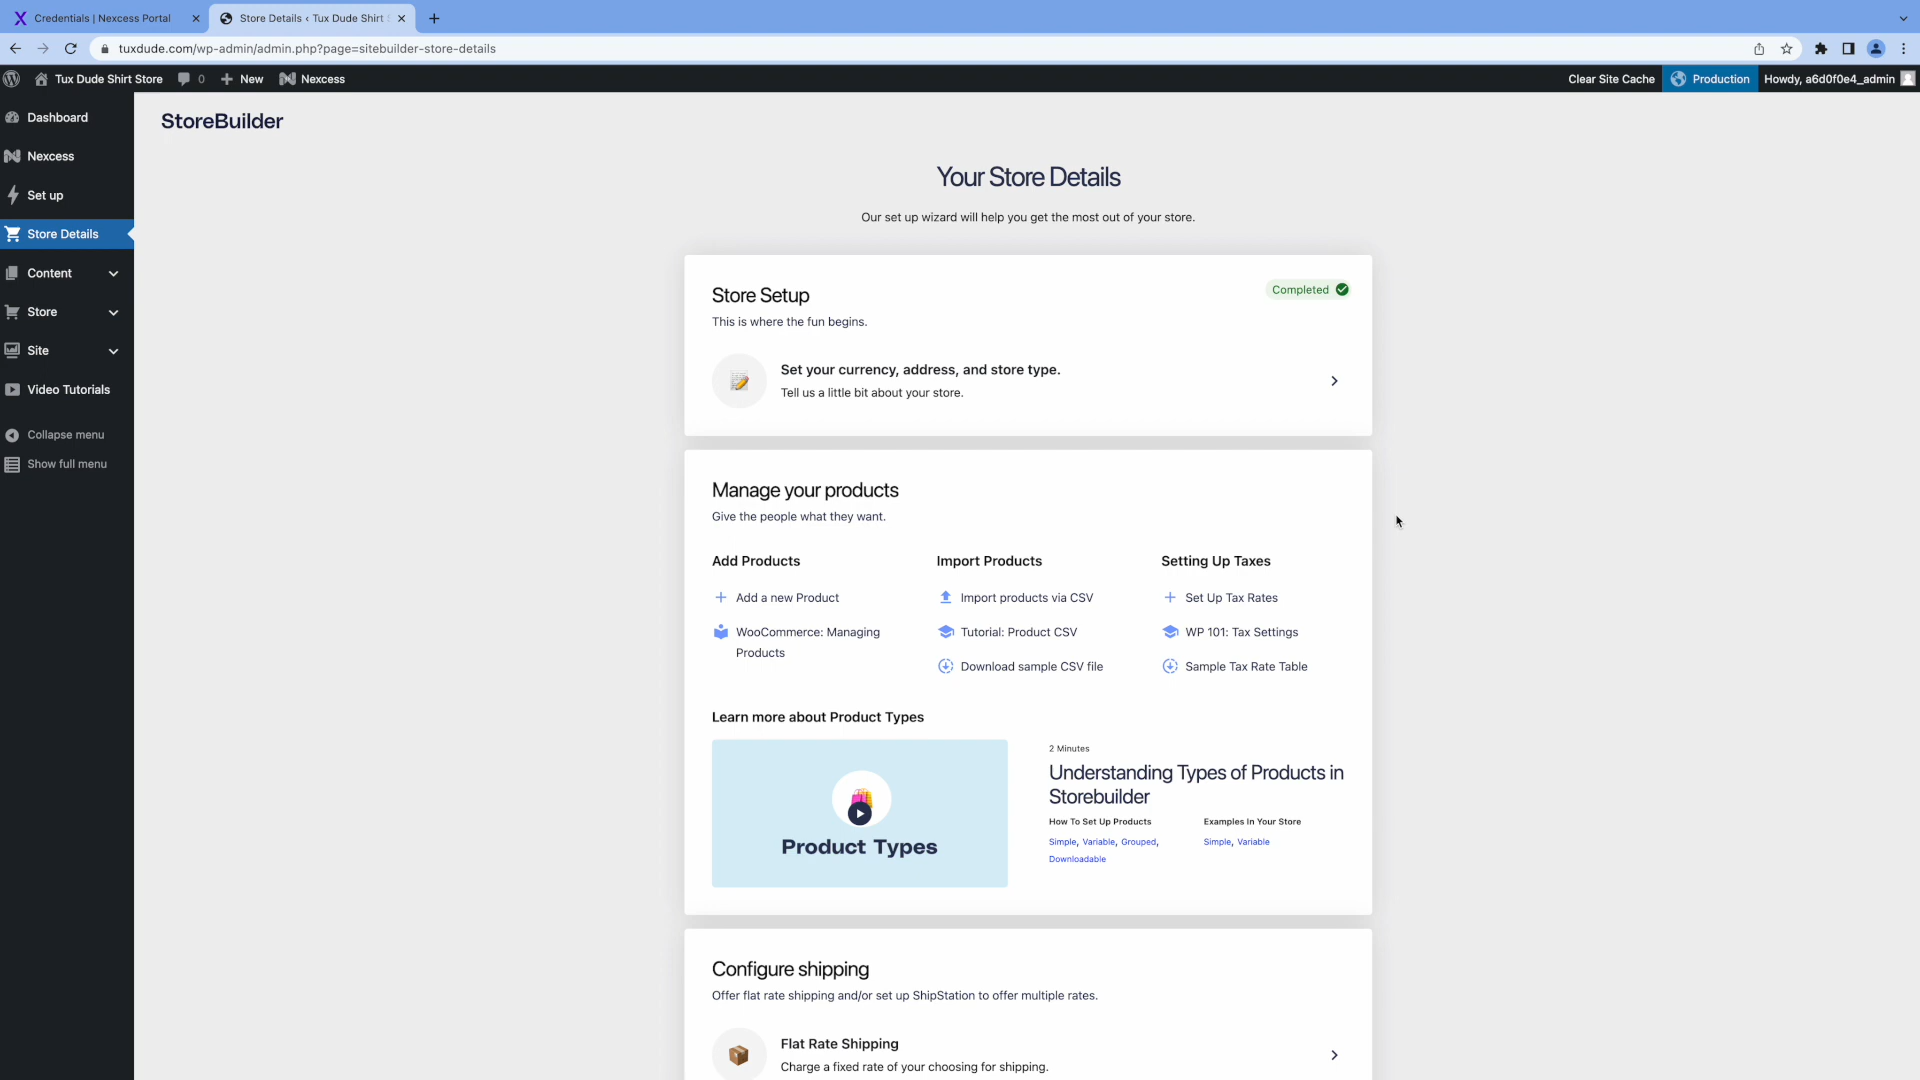 Credentials | Nexcess Portal
Store Details ‹ Tux Dude Shirt
tuxdude.com/wp-admin/admin.php?page=sitebuilder-store-details
Tux Dude Shirt Store 0 New Nexcess Clear Site Cache Production Howdy, a6d0f0e4_admin
Dashboard
Nexcess
Set up
Store Details
Content
Store
Site
Video Tutorials
Collapse menu
Show full menu
StoreBuilder
Your Store Details
Our set up wizard will help you get the most out of your store.
Store Setup
Completed
This is where the fun begins.
Set your currency, address, and store type.
Tell us a little bit about your store.
Manage your products
Give the people what they want.
Add Products
Add a new Product
WooCommerce: Managing
Products
Import Products
Import products via CSV
Tutorial: Product CSV
Download sample CSV file
Setting Up Taxes
Set Up Tax Rates
WP 101: Tax Settings
Sample Tax Rate Table
Learn more about Product Types
Product Types
2 Minutes
Understanding Types of Products in
Storebuilder
How To Set Up Products
Simple, Variable, Grouped,
Downloadable
Examples In Your Store
Simple, Variable
Configure shipping
Offer flat rate shipping and/or set up ShipStation to offer multiple rates.
Flat Rate Shipping
Charge a fixed rate of your choosing for shipping.